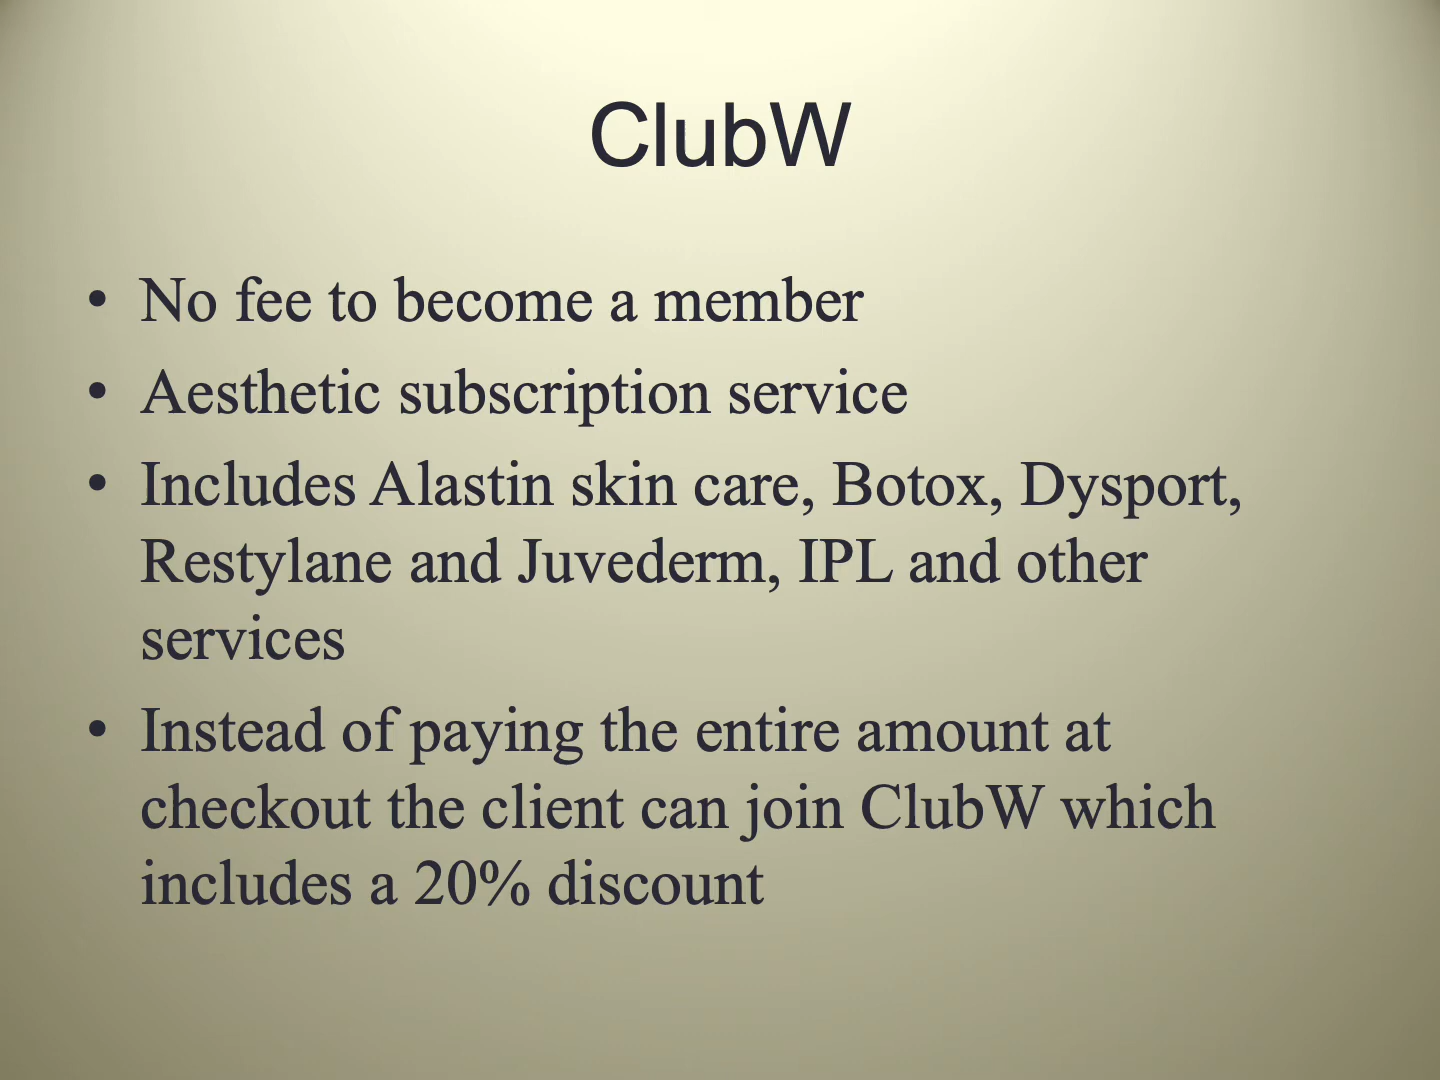 ClubW
• No fee to become a member
• Aesthetic subscription service
• Includes Alastin skin care, Botox, Dysport,
Restylane and Juvederm, IPL and other
services
• Instead of paying the entire amount at
checkout the client can join ClubW which
includes a 20% discount